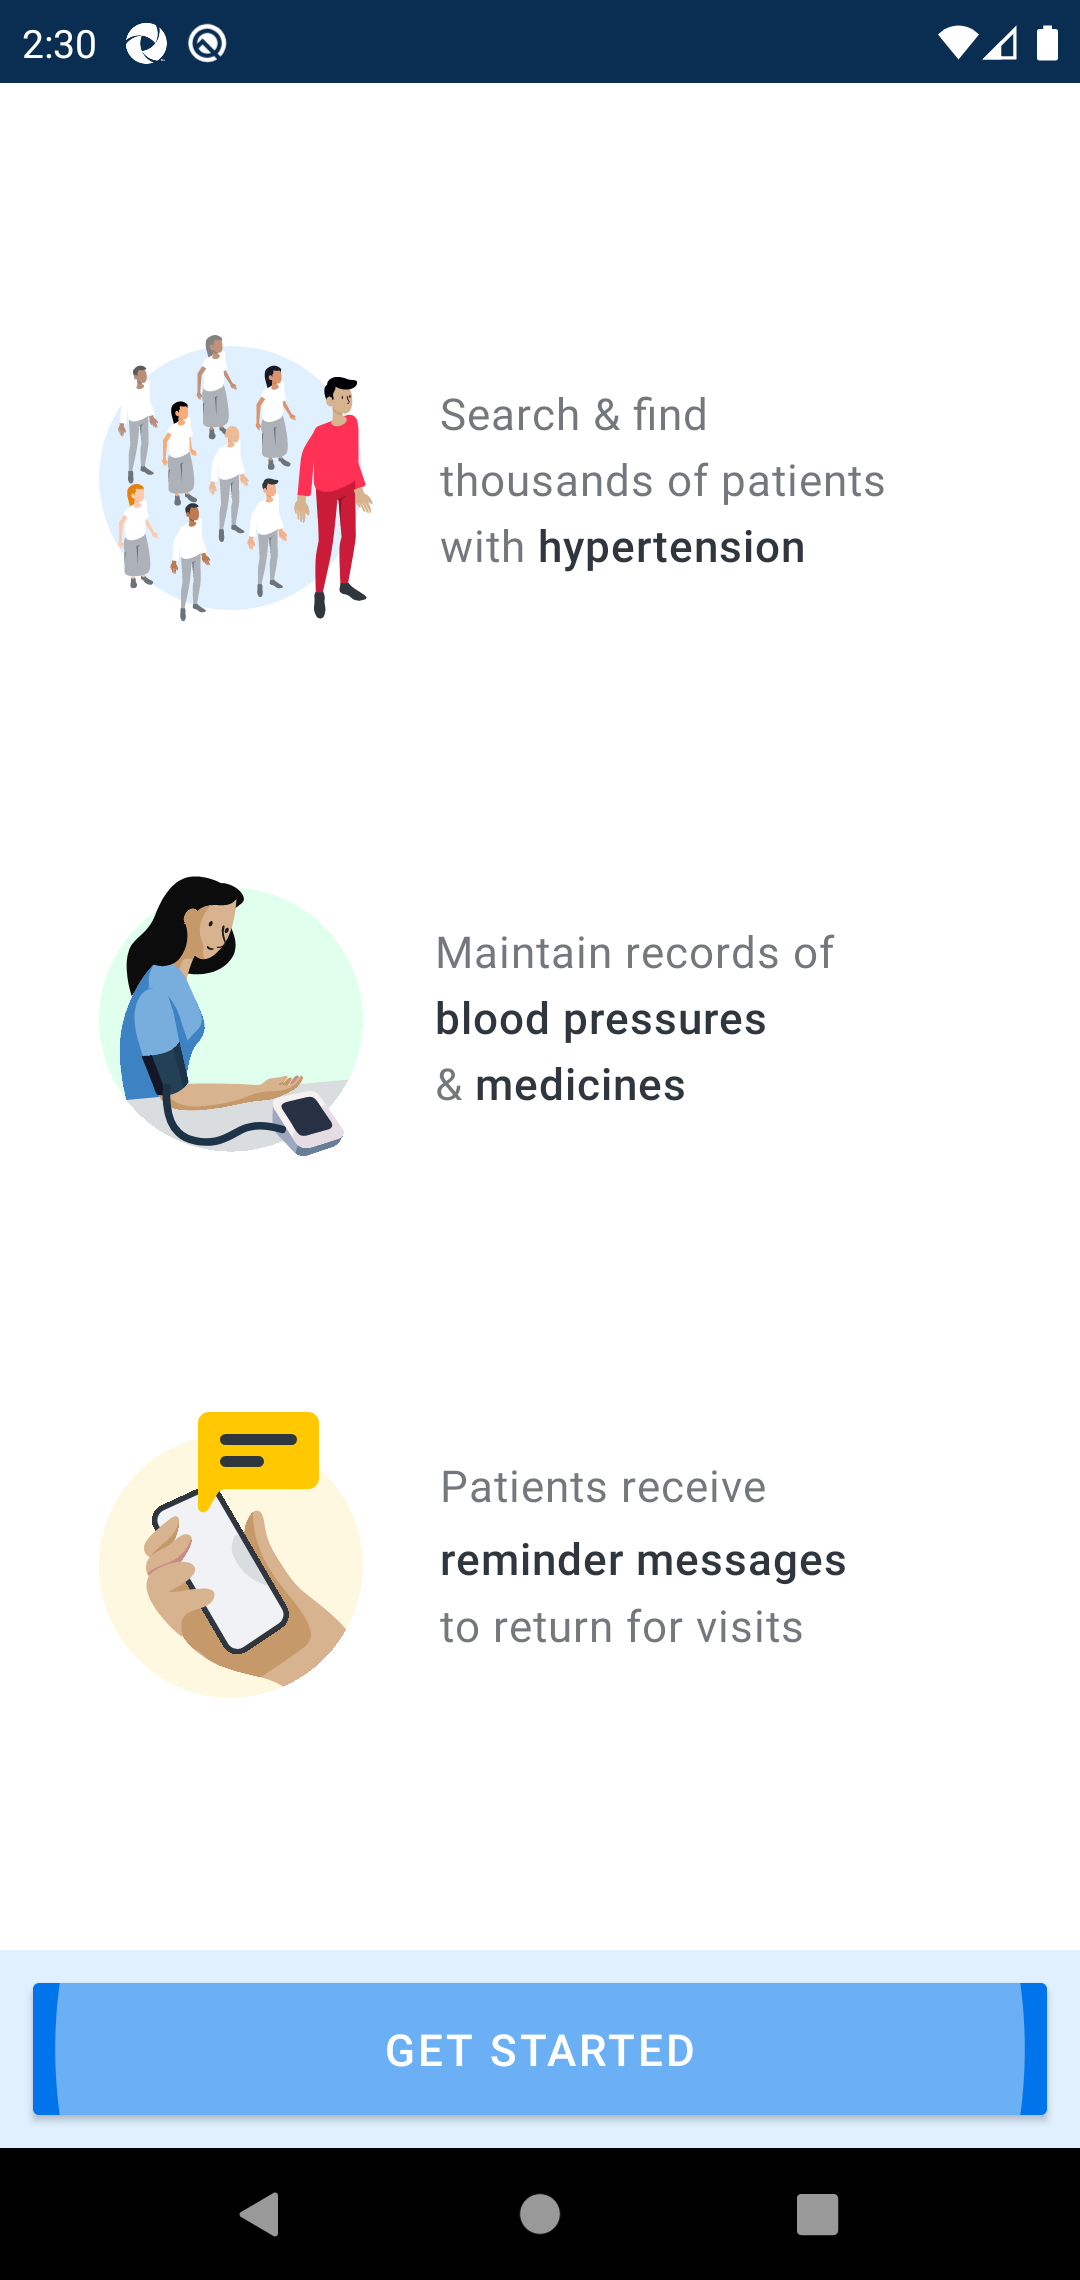 2:30
Search & find
thousands of patients
with hypertension
Maintain records of
blood pressures
& medicines
Patients receive
reminder messages
to return for visits
GET STARTED